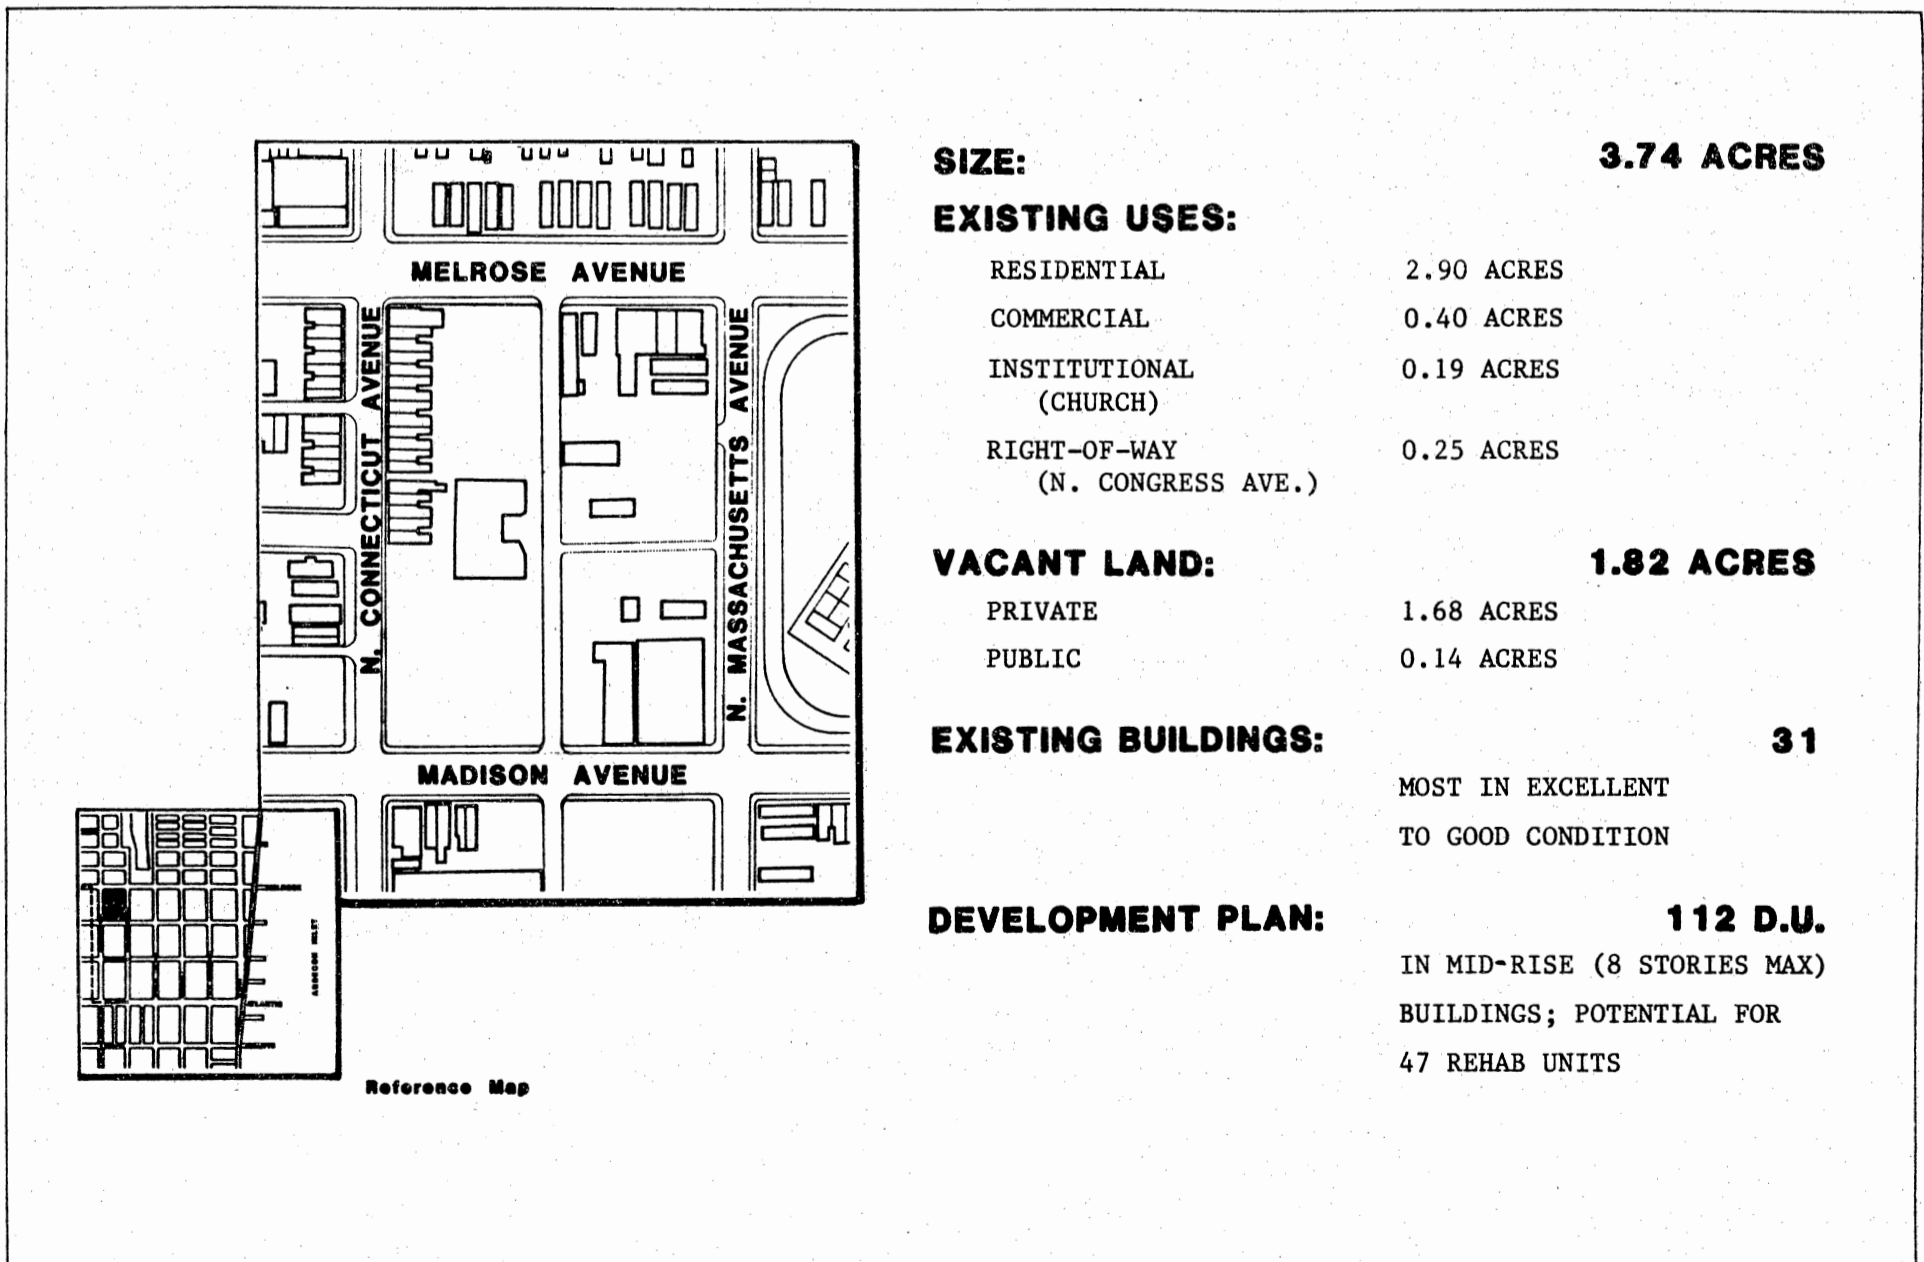 MELROSE AVENUE
N. CONNECTICUT AVENUE
N. MASSACHUSETTS AVENUE
MADISON AVENUE
Reference Map
SIZE: 3.74 ACRES
EXISTING USES:
RESIDENTIAL 2.90 ACRES
COMMERCIAL 0.40 ACRES
INSTITUTIONAL 0.19 ACRES
(CHURCH)
RIGHT-OF-WAY 0.25 ACRES
(N. CONGRESS AVE.)
VACANT LAND: 1.82 ACRES
PRIVATE 1.68 ACRES
PUBLIC 0.14 ACRES
EXISTING BUILDINGS: 31
MOST IN EXCELLENT
TO GOOD CONDITION
DEVELOPMENT PLAN: 112 D.U.
IN MID-RISE (8 STORIES MAX)
BUILDINGS; POTENTIAL FOR
47 REHAB UNITS